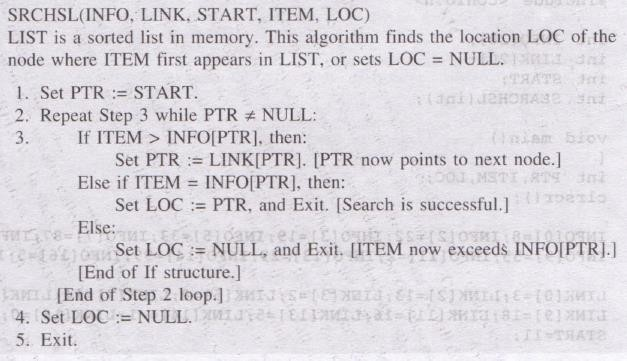 SRCHSL(INFO, LINK, START, ITEM, LOC)
LIST is a sorted list in memory. This algorithm finds the location LOC of the
node where ITEM first appears in LIST, or sets LOC = NULL.
1. Set PTR := START.
2. Repeat Step 3 while PTR ≠ NULL:
3. If ITEM > INFO[PTR], then:
Set PTR := LINK[PTR]. [PTR now points to next node.]
Else if ITEM = INFO[PTR], then:
Set LOC := PTR, and Exit. [Search is successful.]
Else:
Set LOC := NULL, and Exit. [ITEM now exceeds INFO[PTR].]
[End of If structure.]
[End of Step 2 loop.]
4. Set LOC := NULL.
5. Exit.